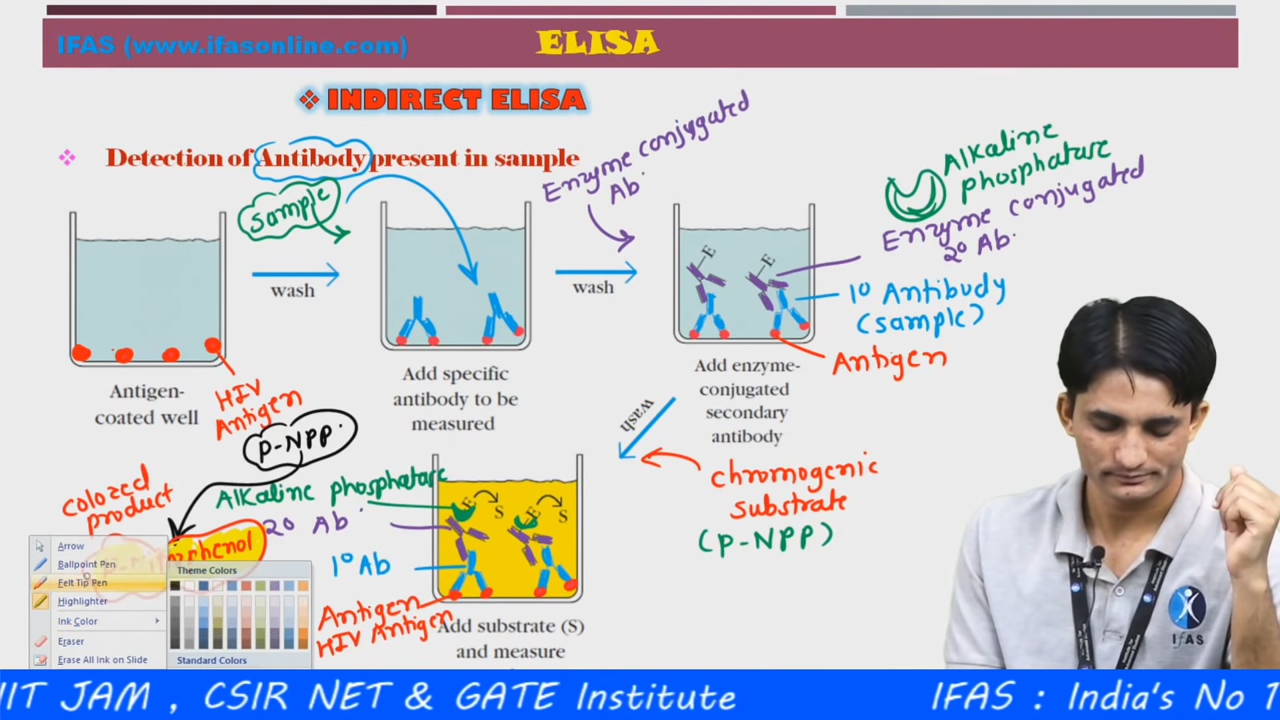 IFAS (www.ifasonline.com)
ELISA
❖ INDIRECT ELISA
❖ Detection of Antibody present in sample
Sample
wash
Enzyme conjugated
Ab.
wash
Alkaline
phosphatase
Enzyme conjugated
2° Ab.
E
E
1° Antibody
(sample)
Antigen
Antigen-
coated well
HIV
Antigen
Add specific
antibody to be
measured
Add enzyme-
conjugated
secondary
antibody
wash
chromogenic
substrate
(P-NPP)
P-NPP.
colored
product
Alkaline phosphatase
2° Ab
1° Ab
Antigen
HIV Antigen
E S
E S
Add substrate (S)
and measure
Arrow
Ballpoint Pen
Felt Tip Pen
Highlighter
Ink Color
Eraser
Erase All Ink on Slide
Theme Colors
Standard Colors
IFAS
IIT JAM , CSIR NET & GATE Institute
IFAS : India's No 1